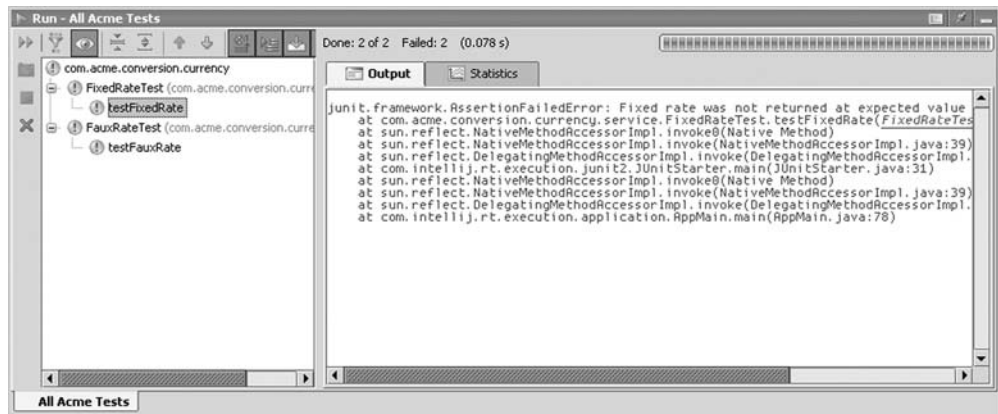 Run - All Acme Tests
Done: 2 of 2 Failed: 2 (0.078 s)
com.acme.conversion.currency
FixedRateTest (com.acme.conversion.curre
testFixedRate
FauxRateTest (com.acme.conversion.curre
testFauxRate
Output
Statistics
junit.framework.AssertionFailedError: Fixed rate was not returned at expected value
at com.acme.conversion.currency.service.FixedRateTest.testFixedRate(FixedRateTes
at sun.reflect.NativeMethodAccessorImpl.invoke0(Native Method)
at sun.reflect.NativeMethodAccessorImpl.invoke(NativeMethodAccessorImpl.java:39)
at sun.reflect.DelegatingMethodAccessorImpl.invoke(DelegatingMethodAccessorImpl.
at com.intellij.rt.execution.junit2.JUnitStarter.main(JUnitStarter.java:31)
at sun.reflect.NativeMethodAccessorImpl.invoke0(Native Method)
at sun.reflect.NativeMethodAccessorImpl.invoke(NativeMethodAccessorImpl.java:39)
at sun.reflect.DelegatingMethodAccessorImpl.invoke(DelegatingMethodAccessorImpl.
at com.intellij.rt.execution.application.AppMain.main(AppMain.java:78)
All Acme Tests